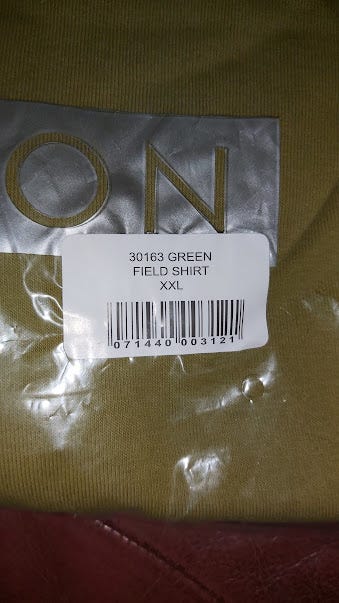 ON
30163 GREEN
FIELD SHIRT
XXL
071440 003121